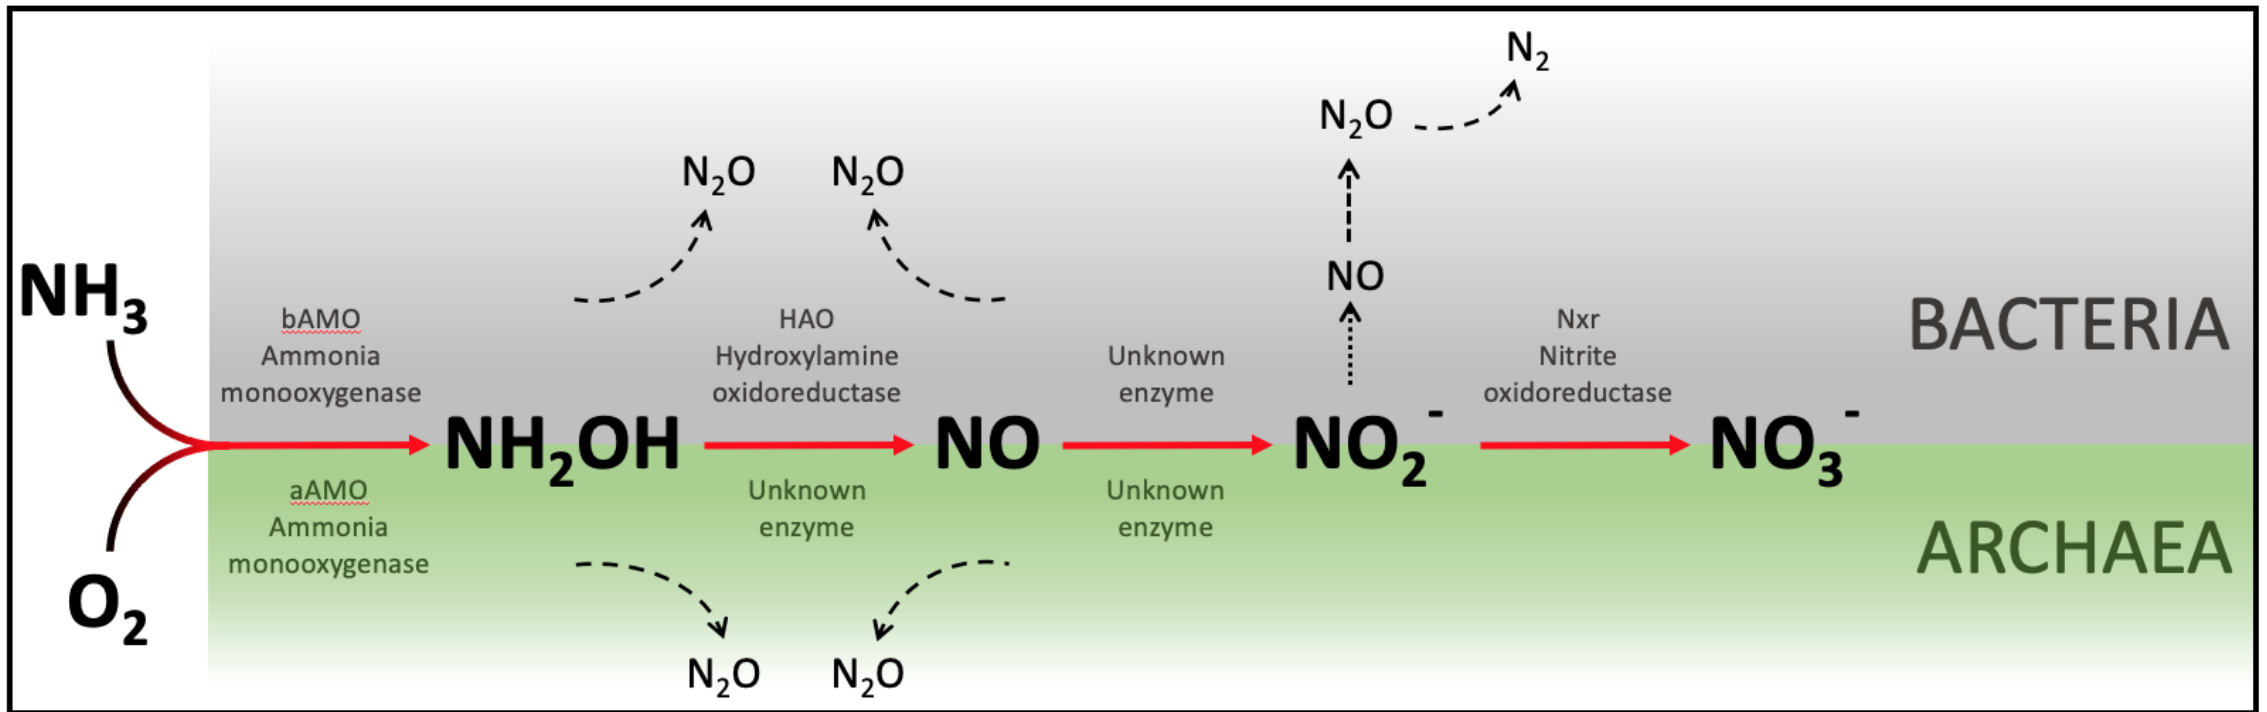 N₂
N₂O
N₂O N₂O
NO
NH₃
bAMO
Ammonia
monooxygenase
HAO
Hydroxylamine
oxidoreductase
Unknown
enzyme
Nxr
Nitrite
oxidoreductase
BACTERIA
NH₂OH NO NO₂⁻ NO₃⁻
aAMO
Ammonia
monooxygenase
Unknown
enzyme
Unknown
enzyme
ARCHAEA
O₂
N₂O N₂O